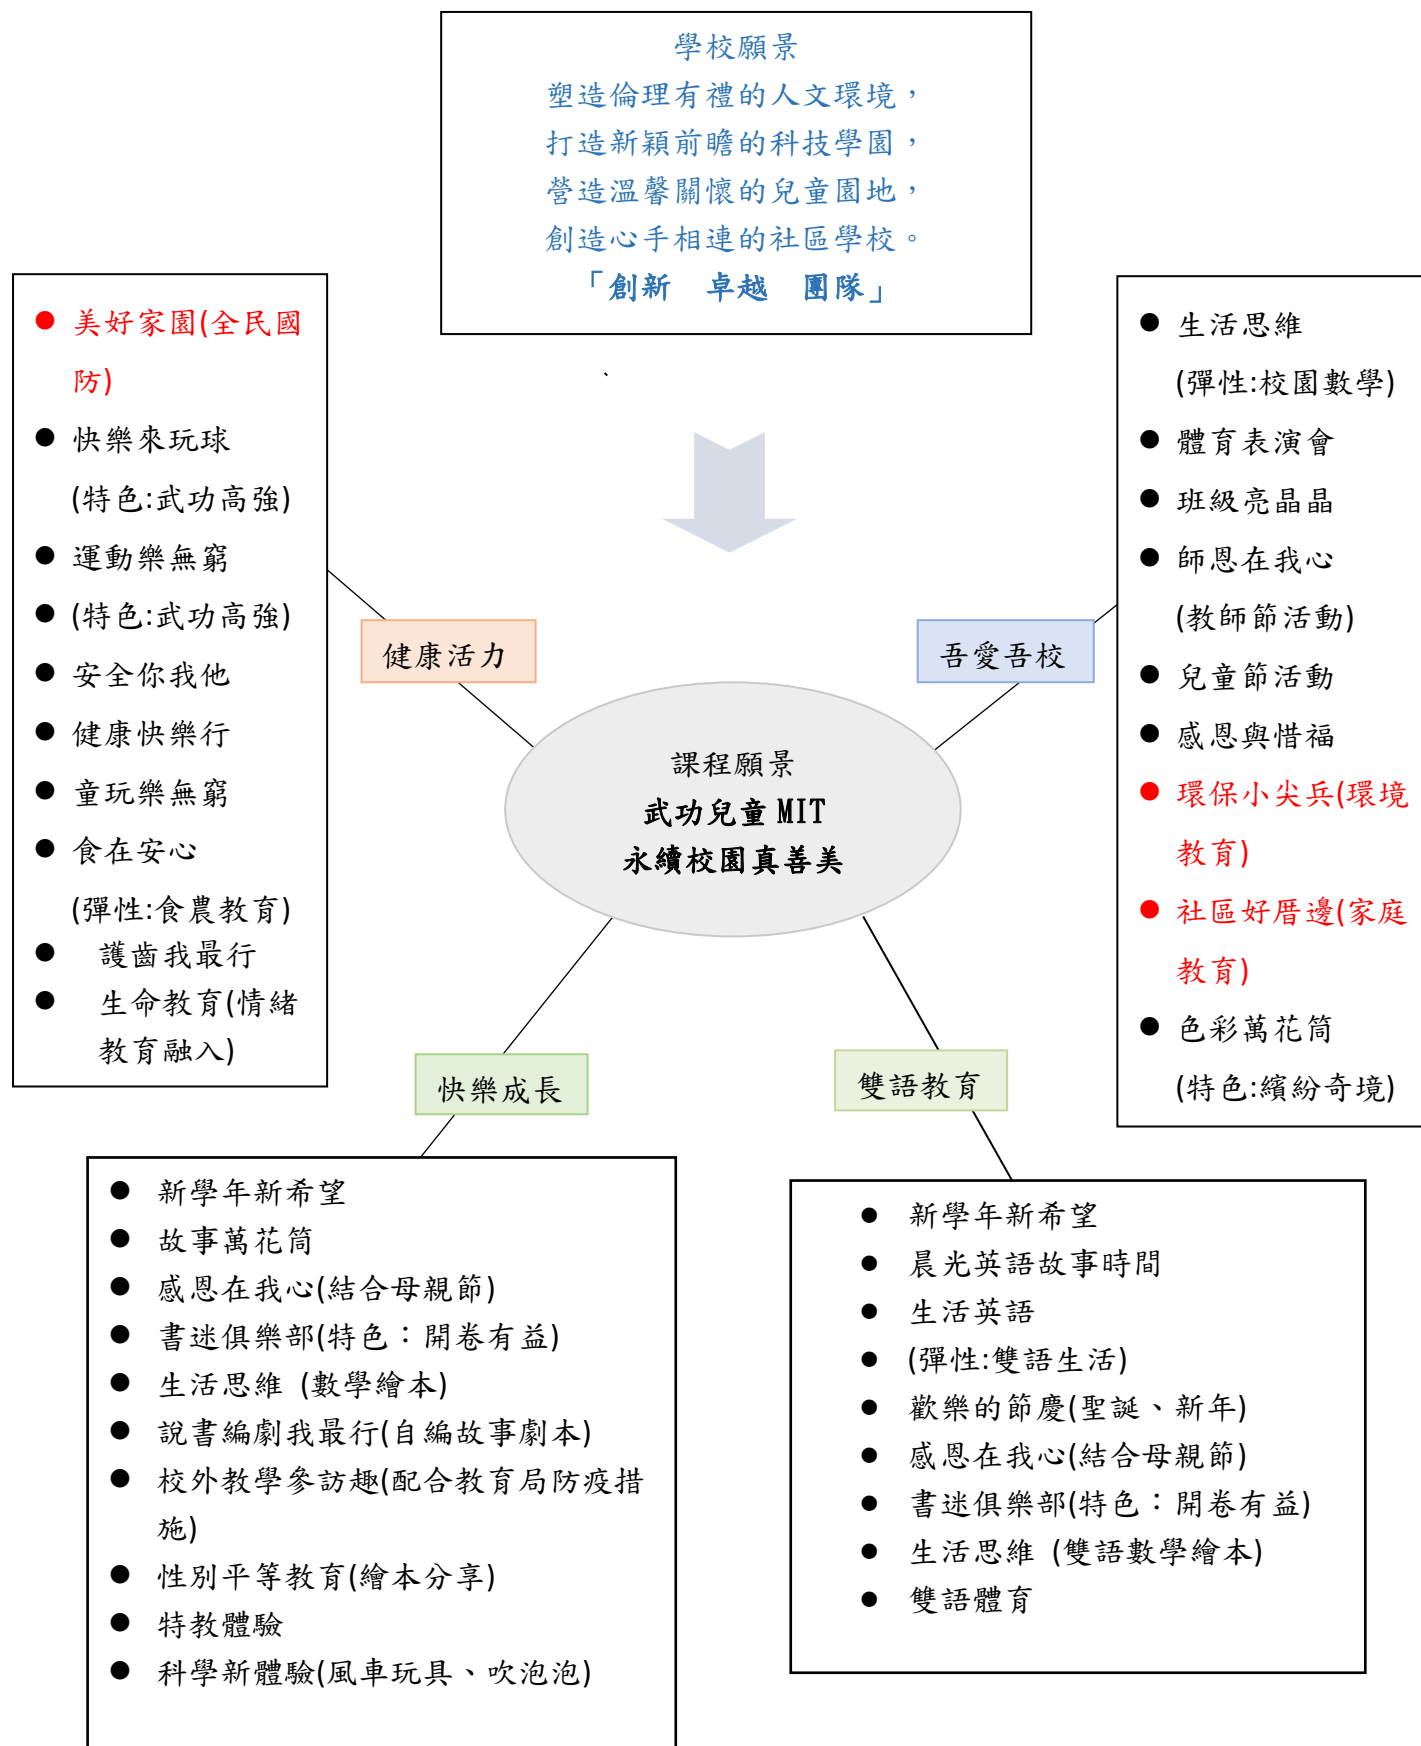 學校願景
塑造倫理有禮的人文環境，
打造新穎前瞻的科技學園，
營造溫馨關懷的兒童園地，
創造心手相連的社區學校。
「創新　卓越　團隊」
、
● 美好家園(全民國
防)
● 快樂來玩球
(特色:武功高強)
● 運動樂無窮
● (特色:武功高強)
● 安全你我他
● 健康快樂行
● 童玩樂無窮
● 食在安心
(彈性:食農教育)
● 護齒我最行
● 生命教育(情緒
教育融入)
● 生活思維
(彈性:校園數學)
● 體育表演會
● 班級亮晶晶
● 師恩在我心
(教師節活動)
● 兒童節活動
● 感恩與惜福
● 環保小尖兵(環境
教育)
● 社區好厝邊(家庭
教育)
● 色彩萬花筒
(特色:繽紛奇境)
健康活力
吾愛吾校
課程願景
武功兒童 MIT
永續校園真善美
快樂成長
雙語教育
● 新學年新希望
● 故事萬花筒
● 感恩在我心(結合母親節)
● 書迷俱樂部(特色：開卷有益)
● 生活思維 (數學繪本)
● 說書編劇我最行(自編故事劇本)
● 校外教學參訪趣(配合教育局防疫措
施)
● 性別平等教育(繪本分享)
● 特教體驗
● 科學新體驗(風車玩具、吹泡泡)
● 新學年新希望
● 晨光英語故事時間
● 生活英語
● (彈性:雙語生活)
● 歡樂的節慶(聖誕、新年)
● 感恩在我心(結合母親節)
● 書迷俱樂部(特色：開卷有益)
● 生活思維 (雙語數學繪本)
● 雙語體育